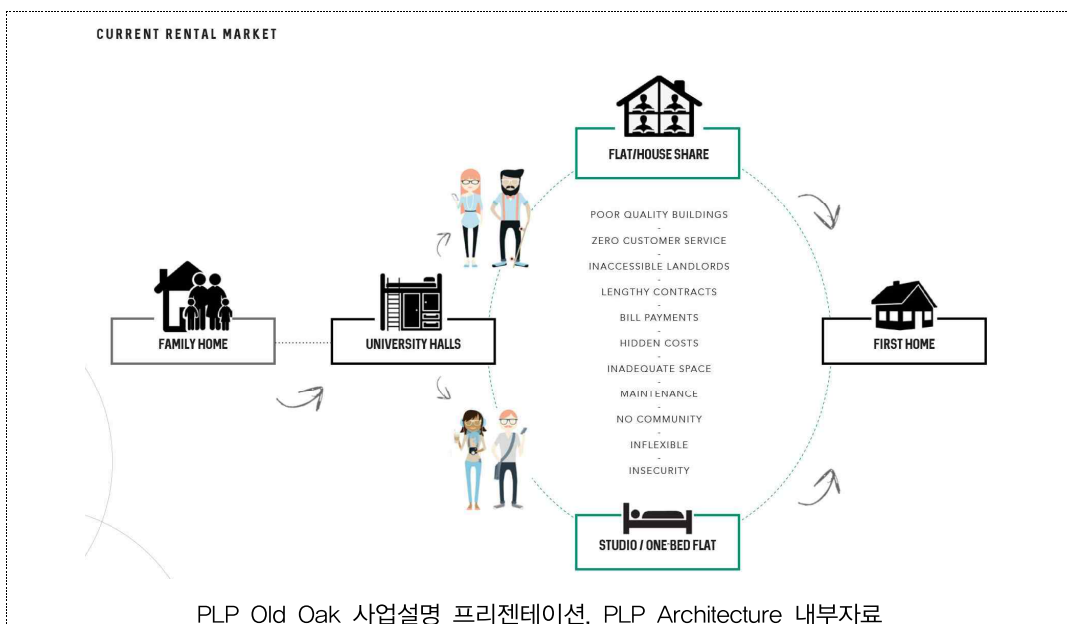 CURRENT RENTAL MARKET
FLAT/HOUSE SHARE
POOR QUALITY BUILDINGS
-
ZERO CUSTOMER SERVICE
-
INACCESSIBLE LANDLORDS
-
LENGTHY CONTRACTS
-
BILL PAYMENTS
-
HIDDEN COSTS
-
INADEQUATE SPACE
-
MAINTENANCE
-
NO COMMUNITY
-
INFLEXIBLE
-
INSECURITY
FAMILY HOME
UNIVERSITY HALLS
FIRST HOME
STUDIO / ONE-BED FLAT
PLP Old Oak 사업설명 프리젠테이션. PLP Architecture 내부자료